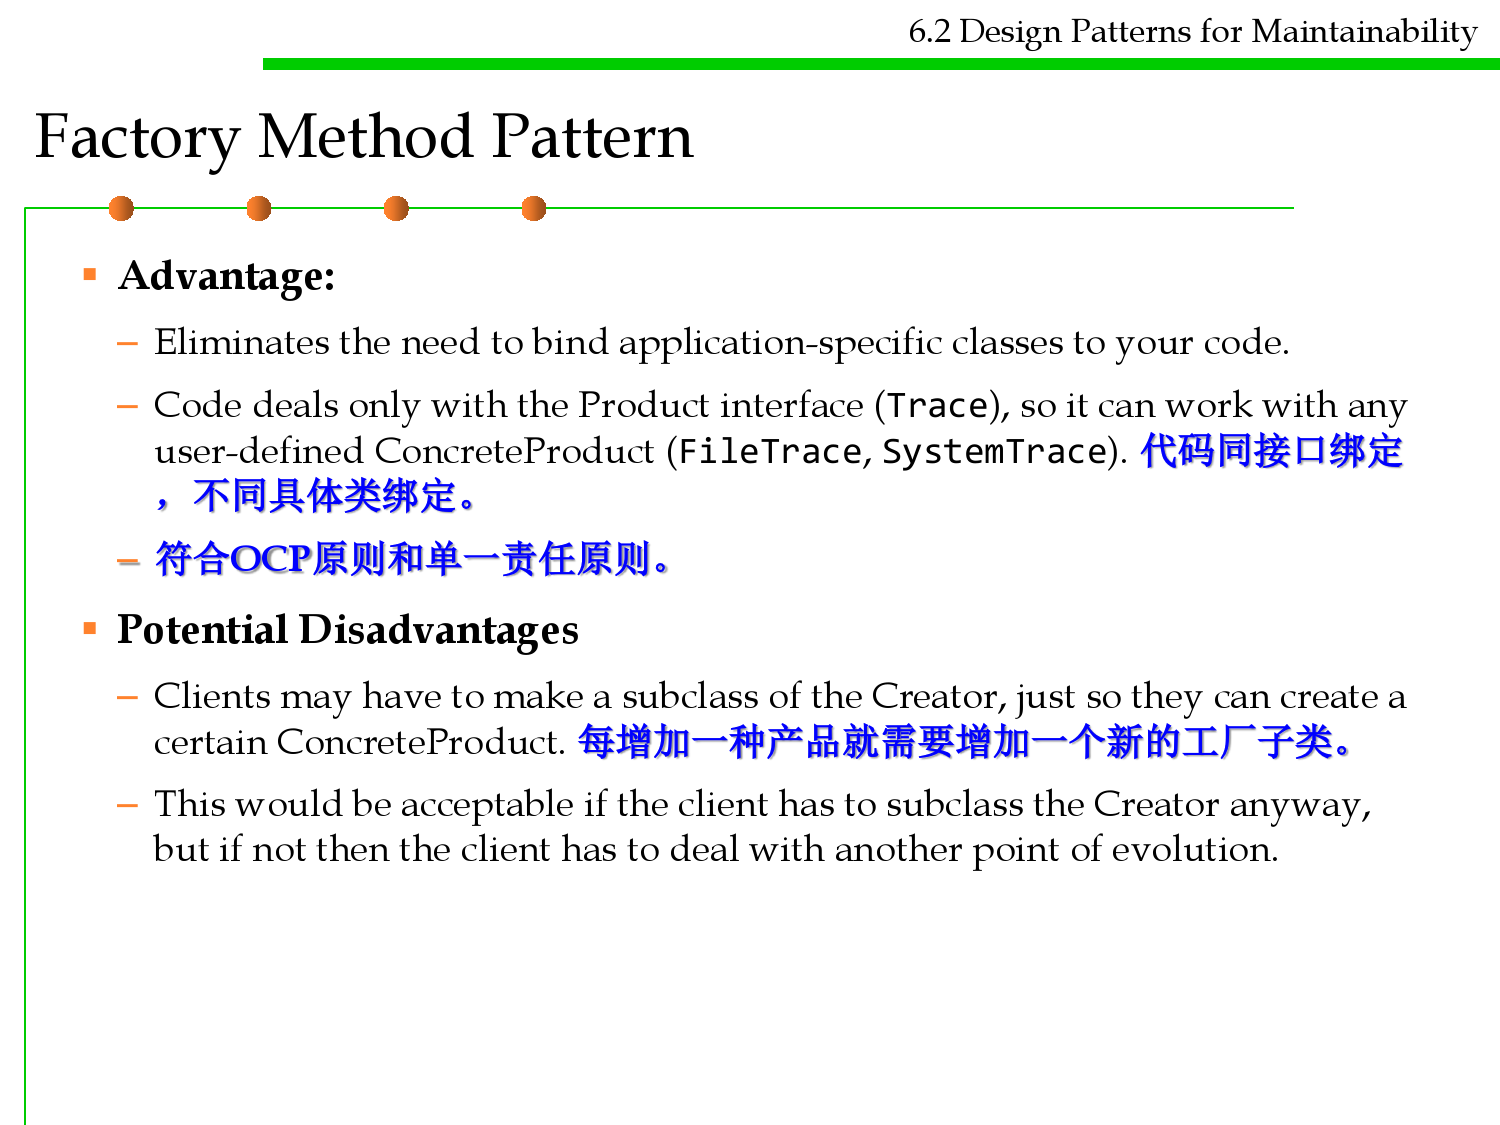 6.2 Design Patterns for Maintainability
Factory Method Pattern
▪ Advantage:
– Eliminates the need to bind application-specific classes to your code.
– Code deals only with the Product interface (Trace), so it can work with any
user-defined ConcreteProduct (FileTrace, SystemTrace). 代码同接口绑定
，不同具体类绑定。
– 符合OCP原则和单一责任原则。
▪ Potential Disadvantages
– Clients may have to make a subclass of the Creator, just so they can create a
certain ConcreteProduct. 每增加一种产品就需要增加一个新的工厂子类。
– This would be acceptable if the client has to subclass the Creator anyway,
but if not then the client has to deal with another point of evolution.